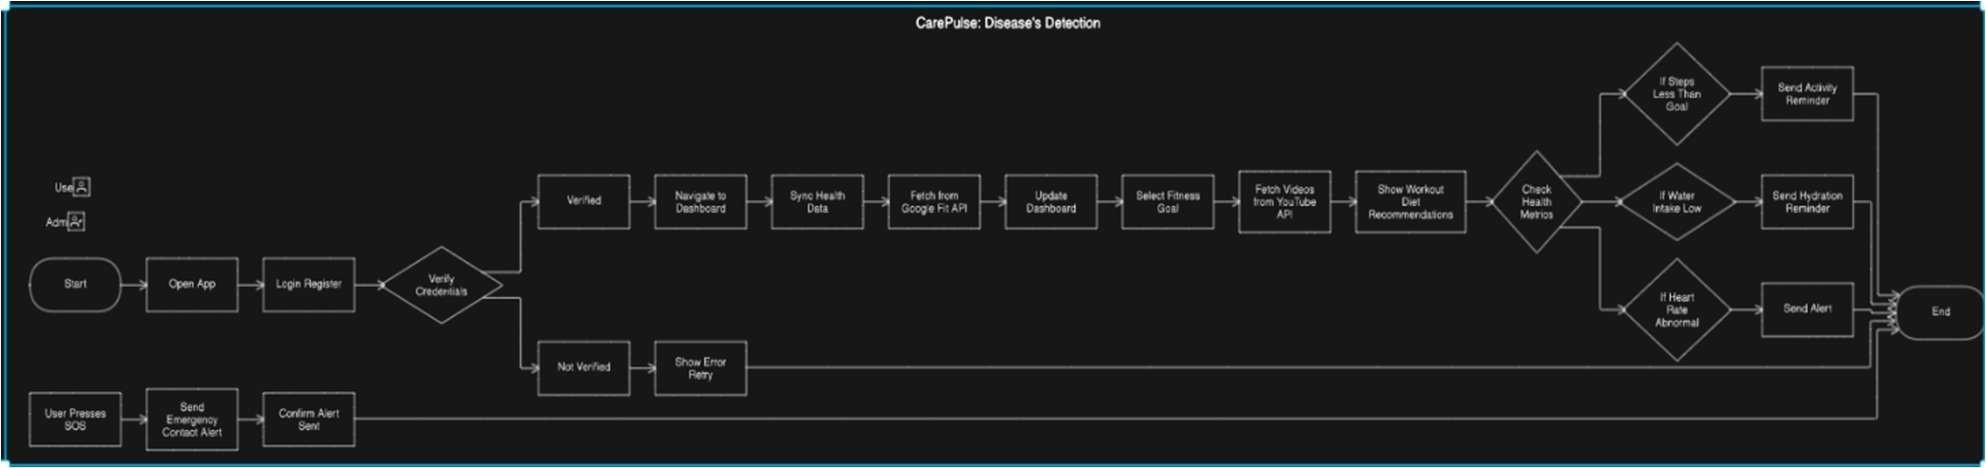 CarePulse: Disease's Detection
If Steps
Less Than
Goal
Send Activity
Reminder
Use
Adm
Verified
Navigate to
Dashboard
Sync Health
Data
Fetch from
Google Fit API
Update
Dashboard
Select Fitness
Goal
Fetch Videos
from YouTube
API
Show Workout
Diet
Recommendations
Check
Health
Metrics
If Water
Intake Low
Send Hydration
Reminder
Start
Open App
Login Register
Verify
Credentials
If Heart
Rate
Abnormal
Send Alert
End
Not Verified
Show Error
Retry
User Presses
SOS
Send
Emergency
Contact Alert
Confirm Alert
Sent